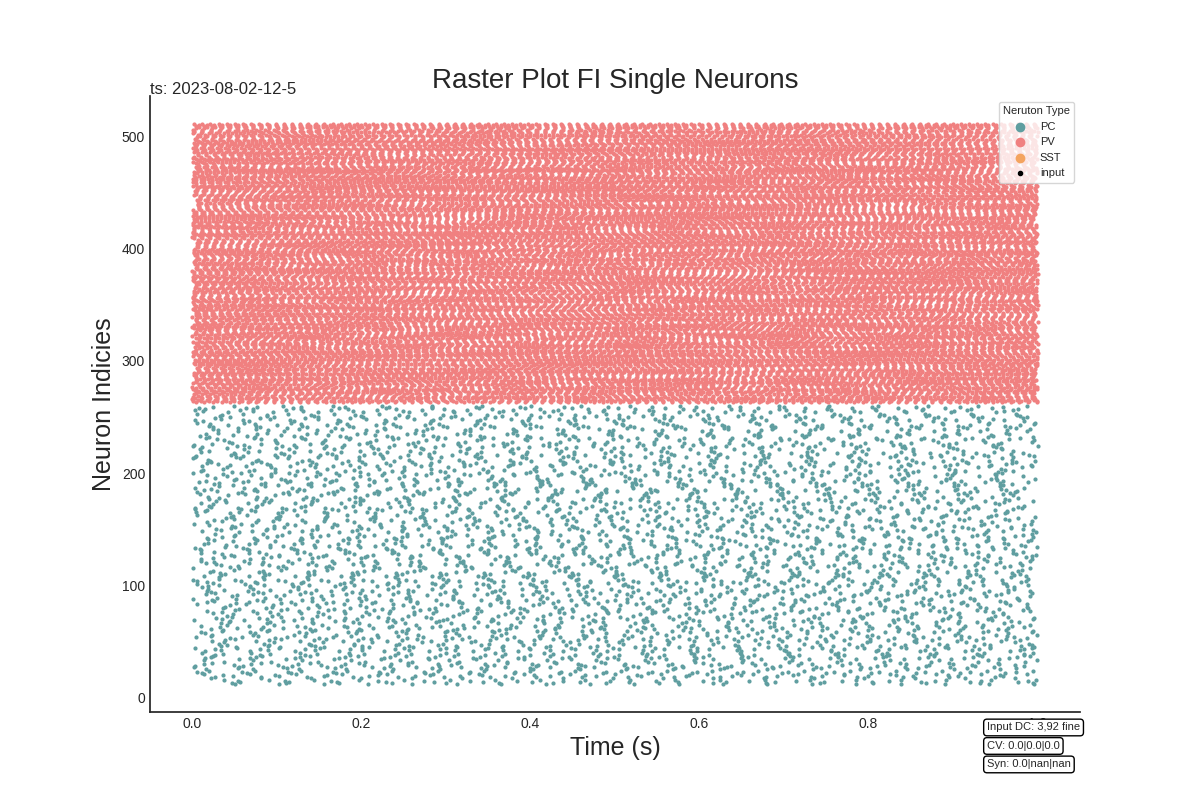 Raster Plot FI Single Neurons
ts: 2023-08-02-12-5
Neruton Type
PC
PV
SST
input
500
400
300
200
100
0
Neuron Indicies
0.0 0.2 0.4 0.6 0.8
Time (s)
Input DC: 3,92 fine
CV: 0.0|0.0|0.0
Syn: 0.0|nan|nan